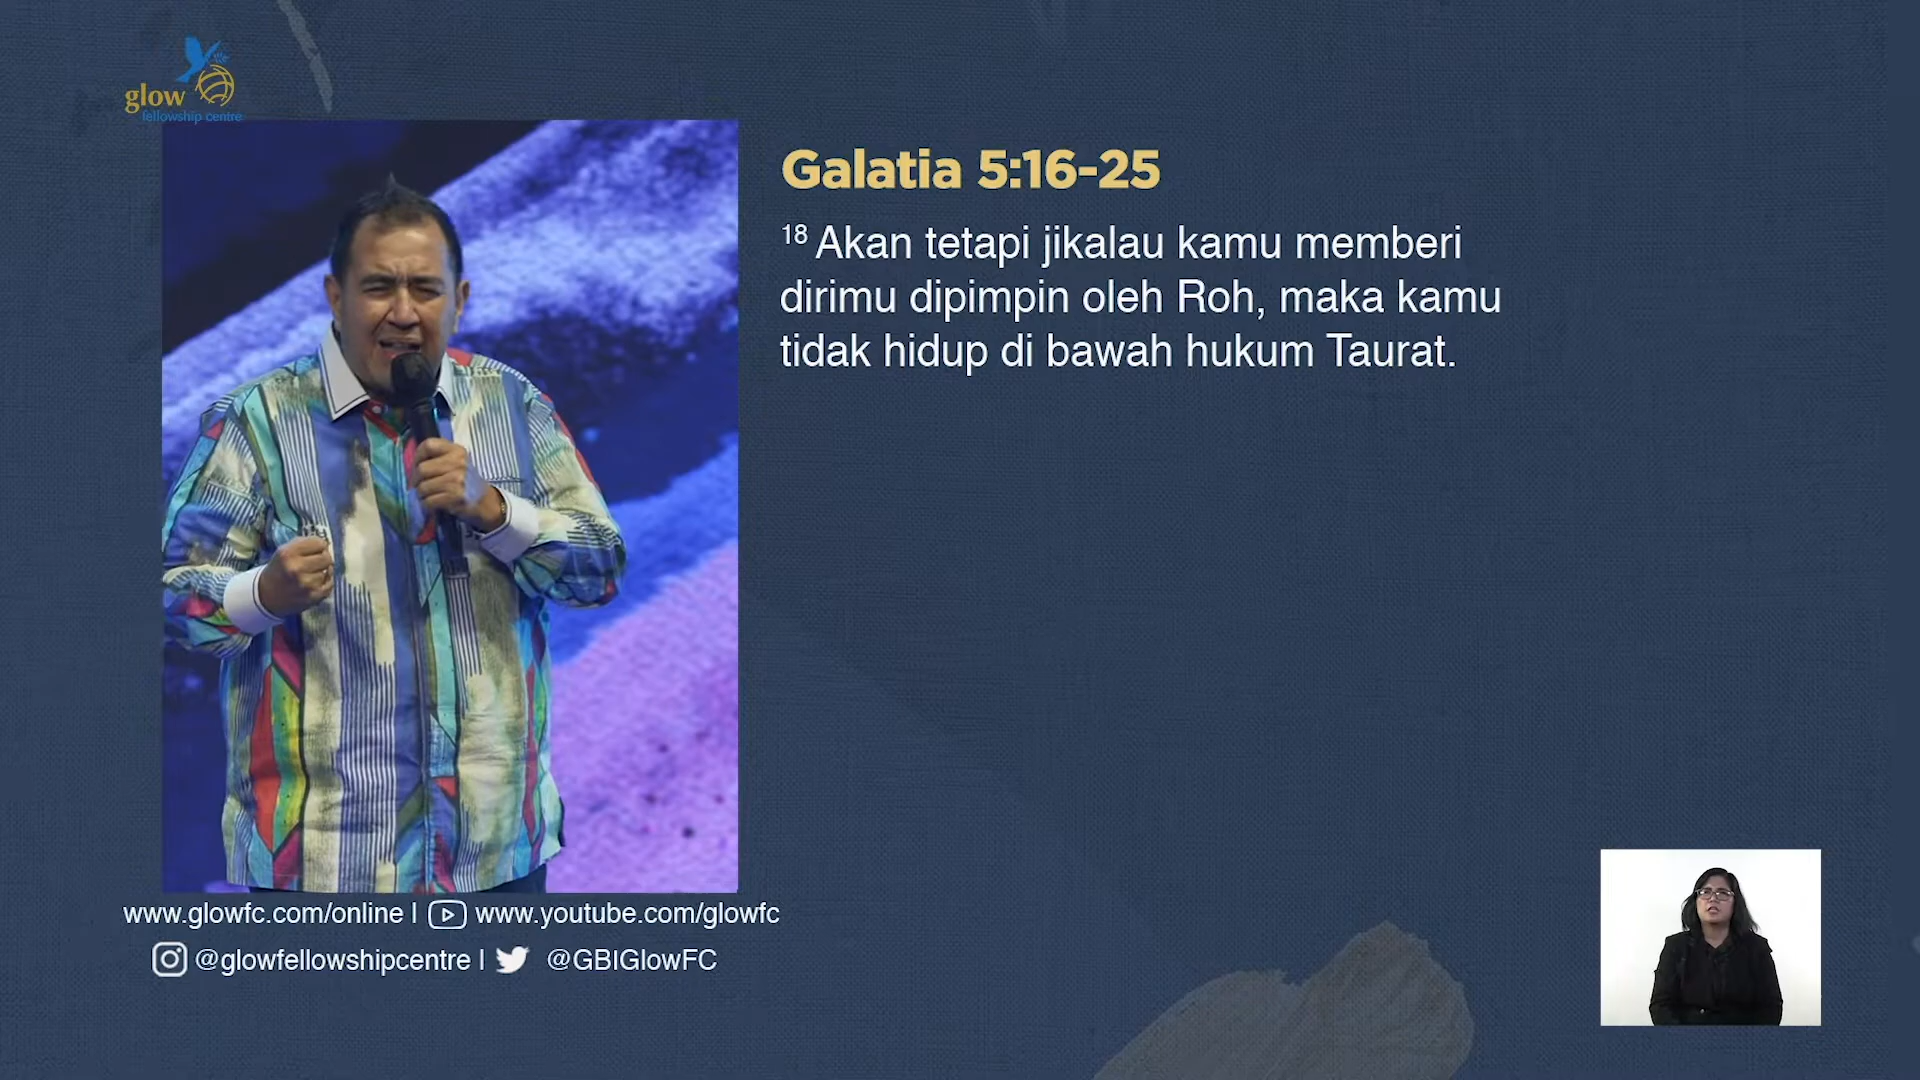 glow
fellowship centre
Galatia 5:16-25
18 Akan tetapi jikalau kamu memberi
dirimu dipimpin oleh Roh, maka kamu
tidak hidup di bawah hukum Taurat.
www.glowfc.com/online | www.youtube.com/glowfc
@glowfellowshipcentre | @GBIGlowFC